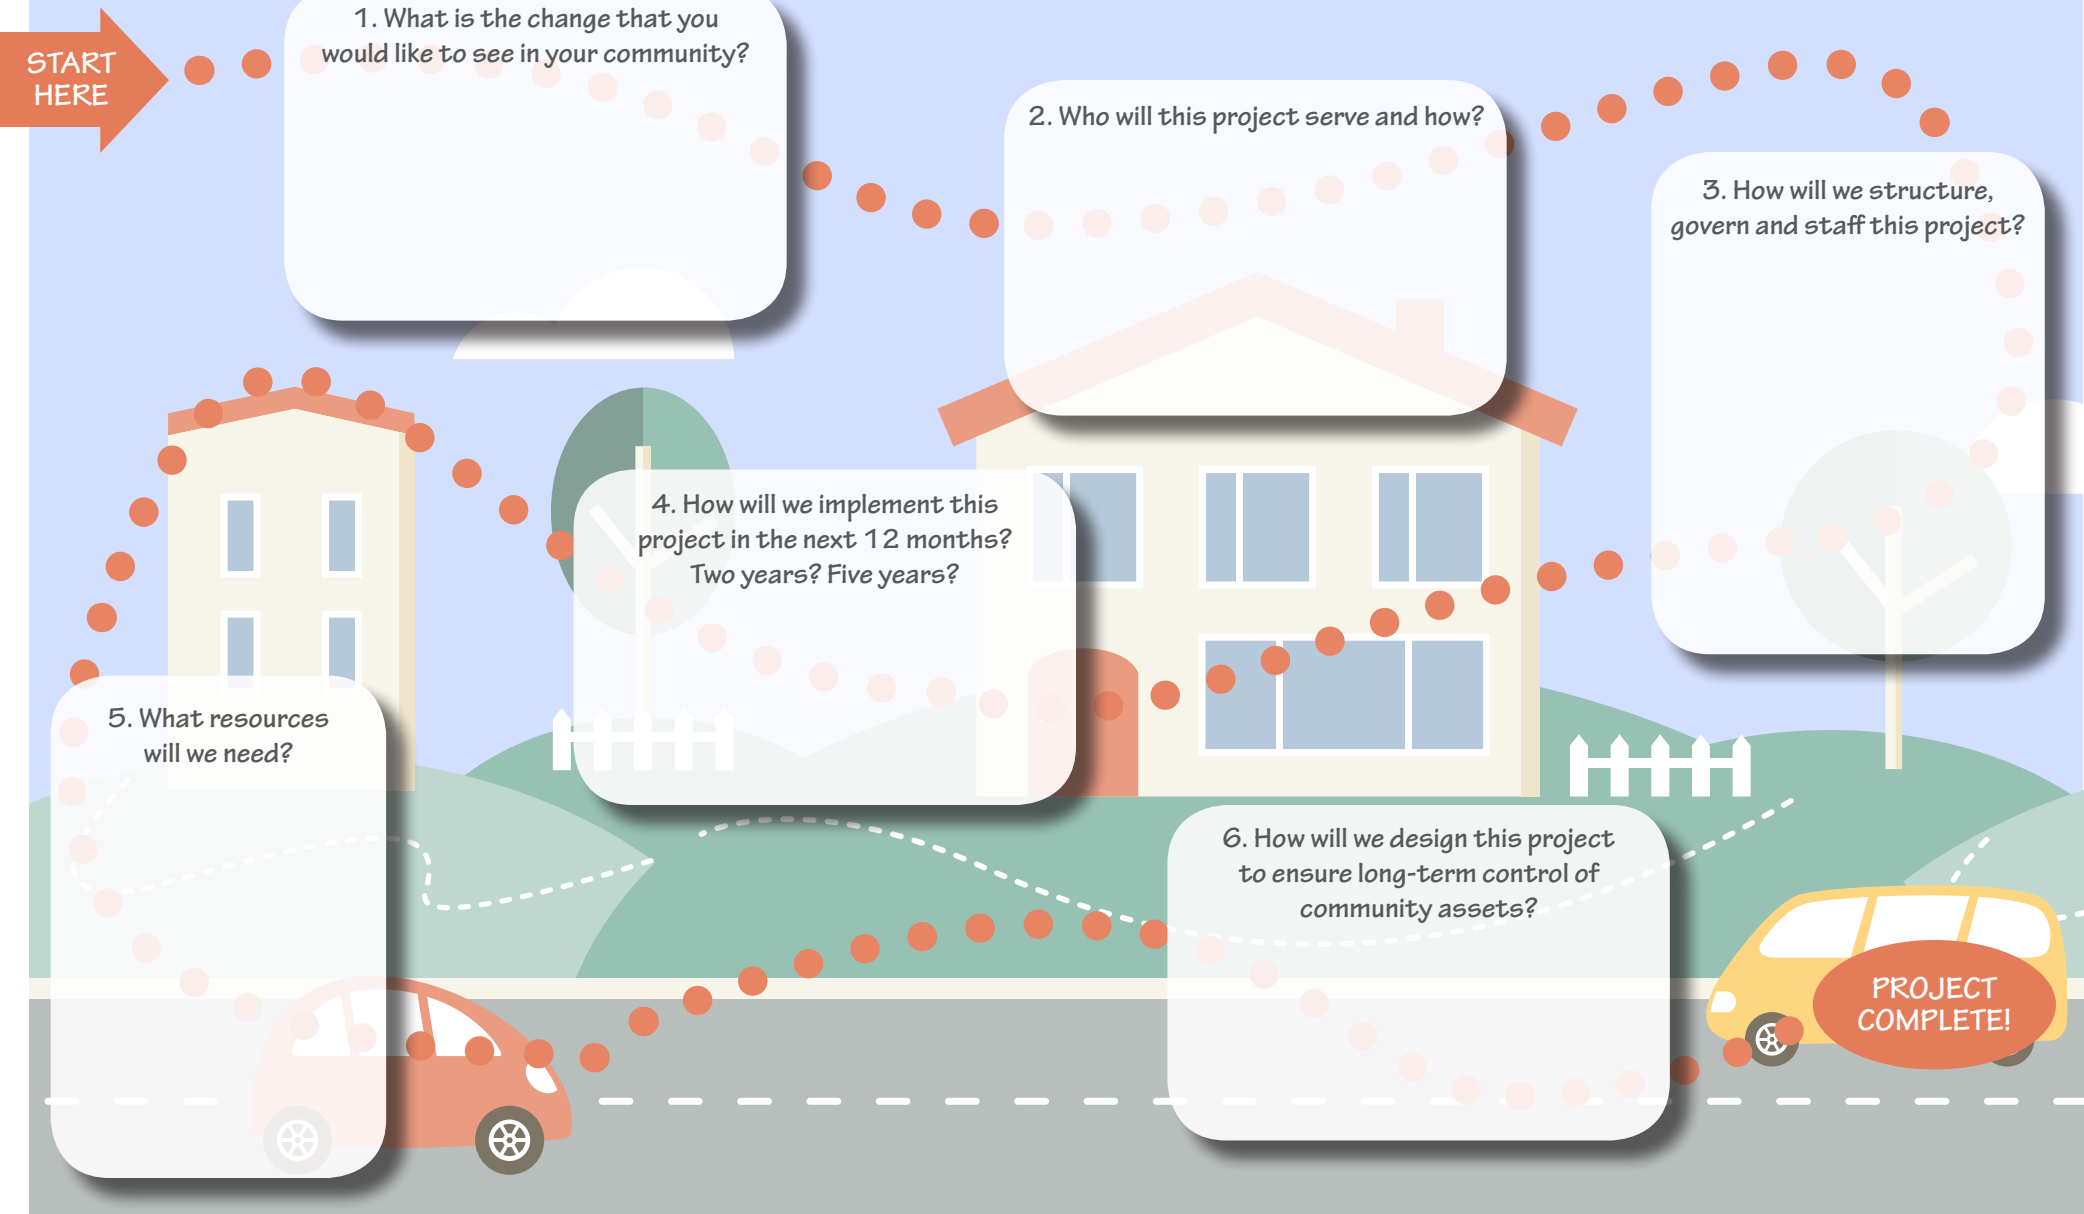 START
HERE
1. What is the change that you
would like to see in your community?
2. Who will this project serve and how?
3. How will we structure,
govern and staff this project?
4. How will we implement this
project in the next 12 months?
Two years? Five years?
5. What resources
will we need?
6. How will we design this project
to ensure long-term control of
community assets?
PROJECT
COMPLETE!